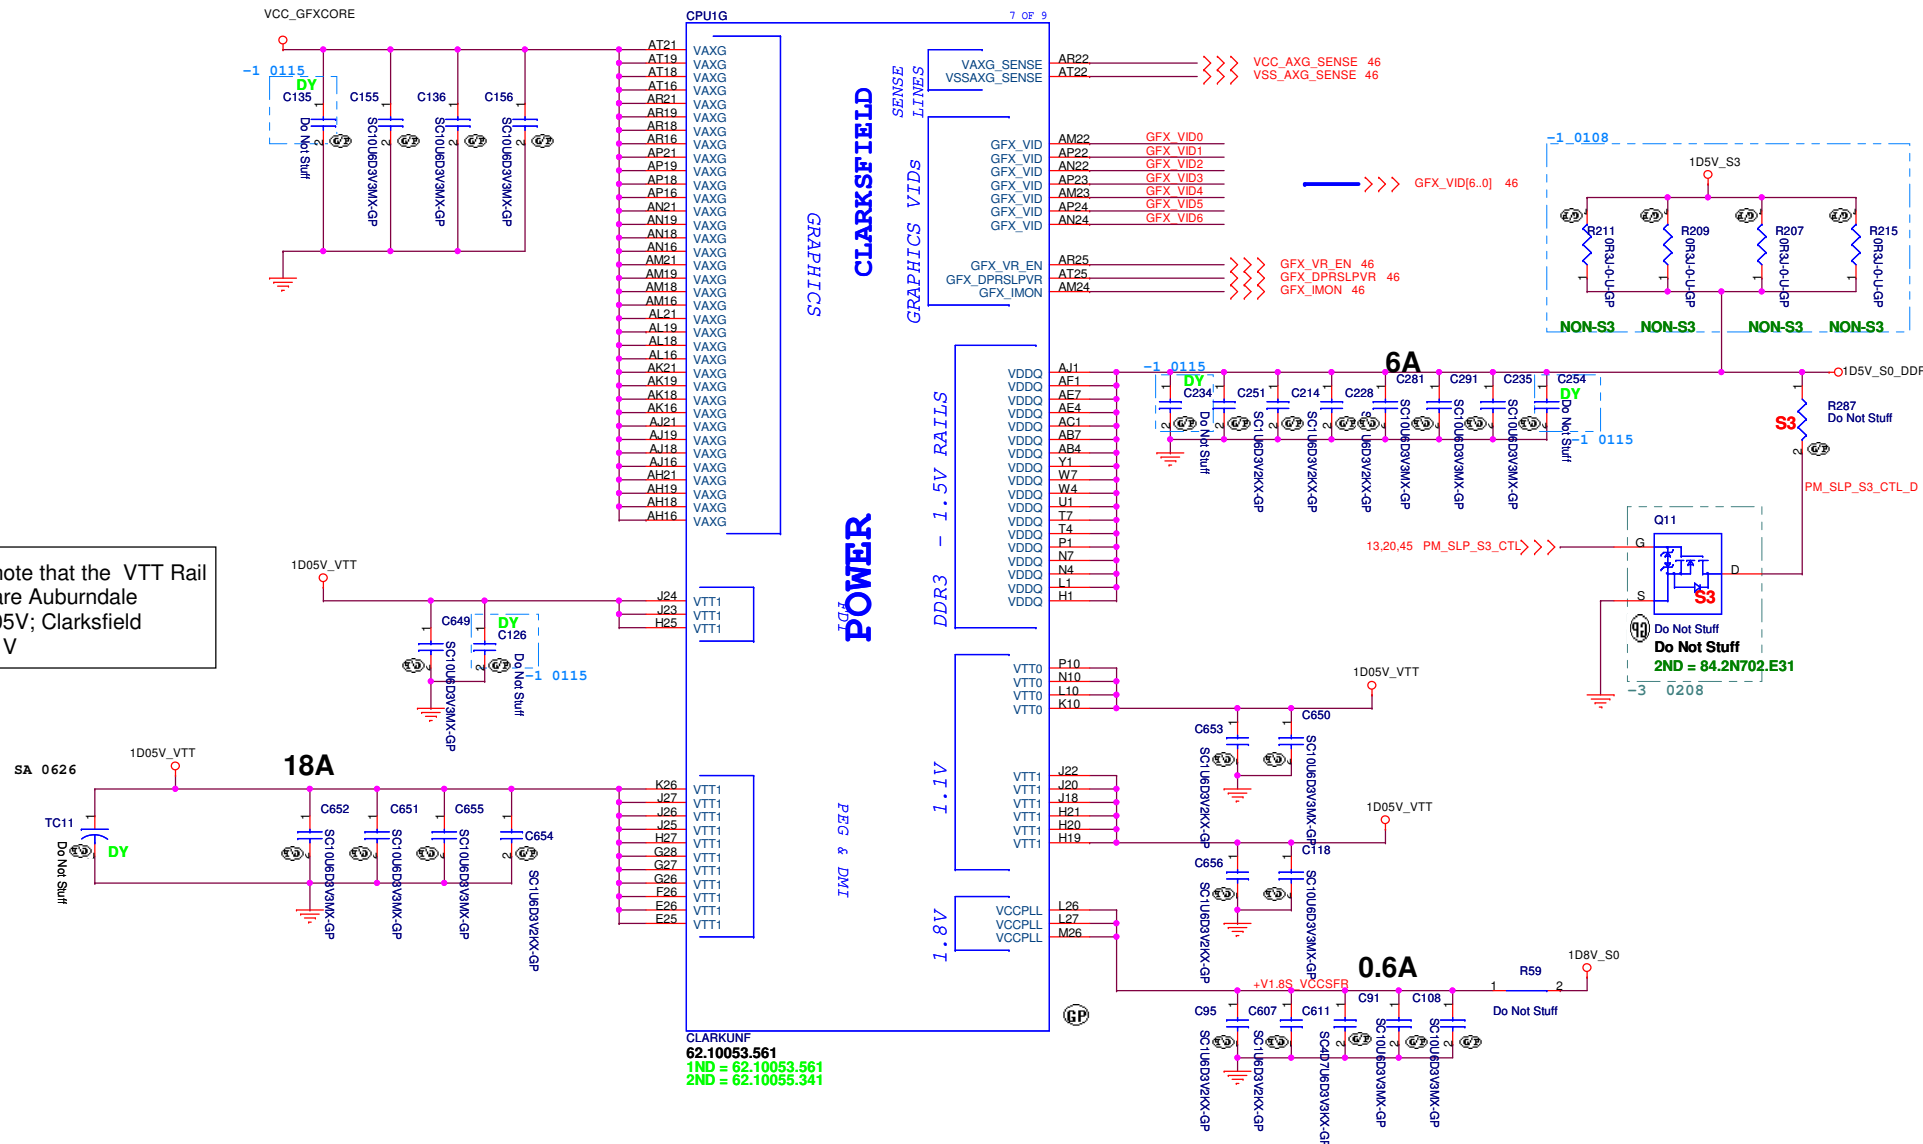 VCC_GFXCORE
CPU1G
7 OF 9
-1 0115
DY
C135
Do Not Stuff
C155
SC10U6D3V3MX-GP
C136
SC10U6D3V3MX-GP
C156
SC10U6D3V3MX-GP
AT21 VAXG
AT19 VAXG
AT18 VAXG
AT16 VAXG
AR21 VAXG
AR19 VAXG
AR18 VAXG
AR16 VAXG
AP21 VAXG
AP19 VAXG
AP18 VAXG
AP16 VAXG
AN21 VAXG
AN19 VAXG
AN18 VAXG
AN16 VAXG
AM21 VAXG
AM19 VAXG
AM18 VAXG
AM16 VAXG
AL21 VAXG
AL19 VAXG
AL18 VAXG
AL16 VAXG
AK21 VAXG
AK19 VAXG
AK18 VAXG
AK16 VAXG
AJ21 VAXG
AJ19 VAXG
AJ18 VAXG
AJ16 VAXG
AH21 VAXG
AH19 VAXG
AH18 VAXG
AH16 VAXG
GRAPHICS
CLARKSFIELD
POWER
SENSE
LINES
VAXG_SENSE AR22 VCC_AXG_SENSE 46
VSSAXG_SENSE AT22 VSS_AXG_SENSE 46
GRAPHICS VIDs
GFX_VID AM22 GFX_VID0
GFX_VID AP22 GFX_VID1
GFX_VID AN22 GFX_VID2
GFX_VID AP23 GFX_VID3
GFX_VID AM23 GFX_VID4
GFX_VID AP24 GFX_VID5
GFX_VID AN24 GFX_VID6
GFX_VID[6..0] 46
GFX_VR_EN AR25 GFX_VR_EN 46
GFX_DPRSLPVR AT25 GFX_DPRSLPVR 46
GFX_IMON AM24 GFX_IMON 46
-1 0108
1D5V_S3
R211
0R3J-0-U-GP
R209
0R3J-0-U-GP
R207
0R3J-0-U-GP
R215
0R3J-0-U-GP
NON-S3 NON-S3 NON-S3 NON-S3
DDR3 - 1.5V RAILS
VDDQ AJ1
VDDQ AF1
VDDQ AE7
VDDQ AE4
VDDQ AC1
VDDQ AB7
VDDQ AB4
VDDQ Y1
VDDQ W7
VDDQ W4
VDDQ U1
VDDQ T7
VDDQ T4
VDDQ P1
VDDQ N7
VDDQ N4
VDDQ L1
VDDQ H1
-1 0115
6A
DY
C234
Do Not Stuff
C251
SC1U6D3V2KX-GP
C214
SC1U6D3V2KX-GP
C228
C281
SC10U6D3V3MX-GP
C291
SC10U6D3V3MX-GP
C235
SC10U6D3V3MX-GP
C254
DY
Do Not Stuff
-1 0115
1D5V_S0_DDR
R287
Do Not Stuff
S3
PM_SLP_S3_CTL_D
13,20,45 PM_SLP_S3_CTL
Q11
G
D
S
S3
Do Not Stuff
Do Not Stuff
2ND = 84.2N702.E31
-3 0208
note that the VTT Rail
are Auburndale
05V; Clarksfield
V
1D05V_VTT
C649
SC10U6D3V3MX-GP
DY
C126
Do Not Stuff
-1 0115
J24 VTT1
J23 VTT1
H25 VTT1
FDI
SA 0626
1D05V_VTT
18A
TC11
Do Not Stuff
DY
C652
SC10U6D3V3MX-GP
C651
SC10U6D3V3MX-GP
C655
SC10U6D3V3MX-GP
C654
SC1U6D3V2KX-GP
K26 VTT1
J27 VTT1
J26 VTT1
J25 VTT1
H27 VTT1
G28 VTT1
G27 VTT1
G26 VTT1
F26 VTT1
E26 VTT1
E25 VTT1
PEG & DMI
1.1V
VTT0 P10
VTT0 N10
VTT0 L10
VTT0 K10
1D05V_VTT
C653
SC1U6D3V2KX-GP
C650
SC10U6D3V3MX-GP
VTT1 J22
VTT1 J20
VTT1 J18
VTT1 H21
VTT1 H20
VTT1 H19
1D05V_VTT
C656
SC1U6D3V2KX-GP
C118
SC10U6D3V3MX-GP
1.8V
VCCPLL L26
VCCPLL L27
VCCPLL M26
0.6A
+V1.8S_VCCSFR
C95
SC1U6D3V2KX-GP
C607
SC1U6D3V2KX-GP
C611
SC4D7U6D3V3KX-GP
C91
SC10U6D3V3MX-GP
C108
SC10U6D3V3MX-GP
1 R59 2
Do Not Stuff
1D8V_S0
GP
CLARKUNF
62.10053.561
1ND = 62.10053.561
2ND = 62.10055.341